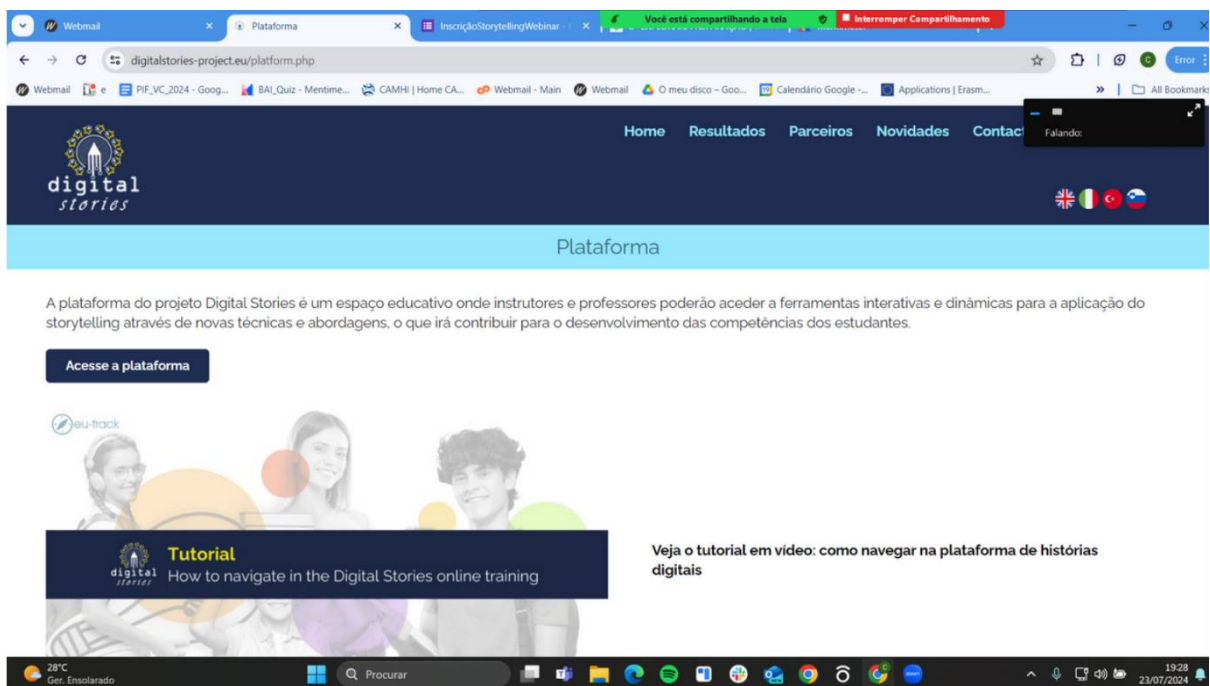 Webmail
Plataforma
InscriçãoStorytellingWebinar -
Você está compartilhando a tela
Interromper Compartilhamento
digitalstories-project.eu/platform.php
Error
Webmail
e
PIF_VC_2024 - Goog...
BAI_Quiz - Mentime...
CAMHI | Home CA...
Webmail - Main
Webmail
O meu disco – Goo...
Calendário Google -...
Applications | Erasm...
All Bookmarks
Falando:
digital
stories
Home Resultados Parceiros Novidades Contac
Plataforma
A plataforma do projeto Digital Stories é um espaço educativo onde instrutores e professores poderão aceder a ferramentas interativas e dinâmicas para a aplicação do
storytelling através de novas técnicas e abordagens, o que irá contribuir para o desenvolvimento das competências dos estudantes.
Acesse a plataforma
eu-track
digital
stories
Tutorial
How to navigate in the Digital Stories online training
Veja o tutorial em vídeo: como navegar na plataforma de histórias
digitais
28°C
Ger. Ensolarado
Procurar
19:28
23/07/2024